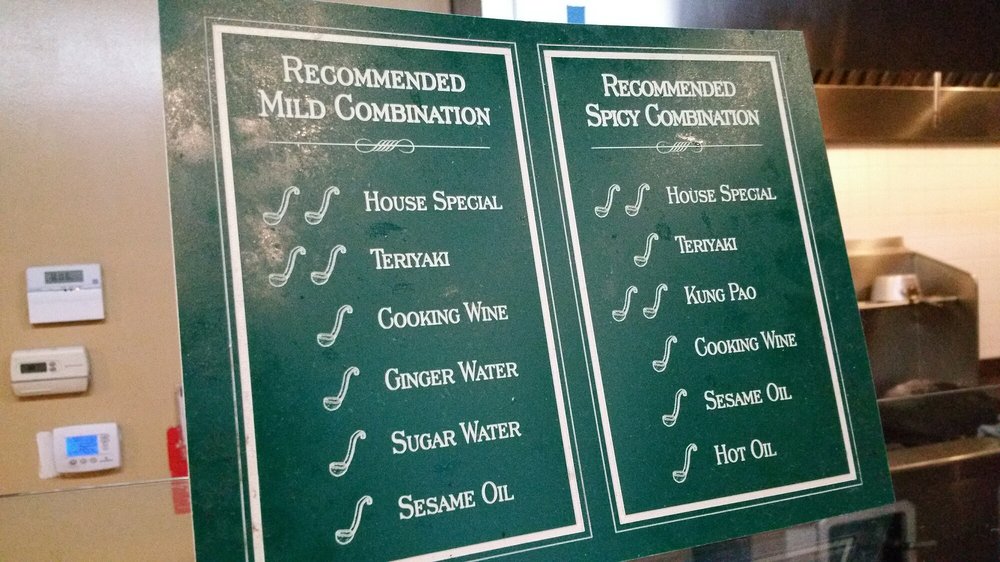 Recommended
Mild Combination
House Special
Teriyaki
Cooking Wine
Ginger Water
Sugar Water
Sesame Oil
Recommended
Spicy Combination
House Special
Teriyaki
Kung Pao
Cooking Wine
Sesame Oil
Hot Oil